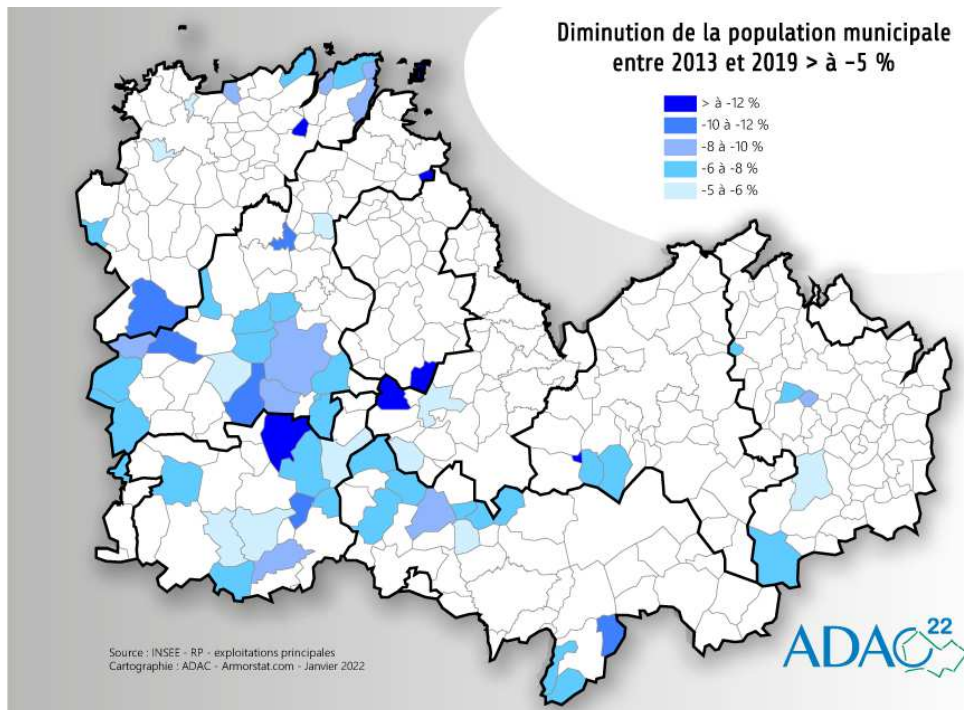 Diminution de la population municipale
entre 2013 et 2019 > à -5 %
> à -12 %
-10 à -12 %
-8 à -10 %
-6 à -8 %
-5 à -6 %
Source : INSEE - RP - exploitations principales
Cartographie : ADAC - Armorstat.com - Janvier 2022
ADAC 22